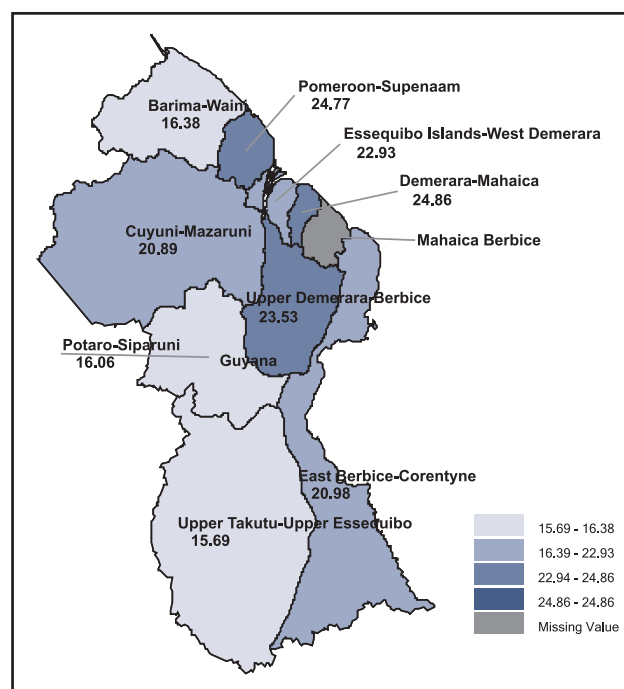 Pomeroon-Supenaam
24.77
Barima-Waini
16.38
Essequibo Islands-West Demerara
22.93
Demerara-Mahaica
24.86
Cuyuni-Mazaruni
20.89
Mahaica Berbice
Upper Demerara-Berbice
23.53
Potaro-Siparuni
16.06
Guyana
East Berbice-Corentyne
20.98
Upper Takutu-Upper Essequibo
15.69
15.69 - 16.38
16.39 - 22.93
22.94 - 24.86
24.86 - 24.86
Missing Value